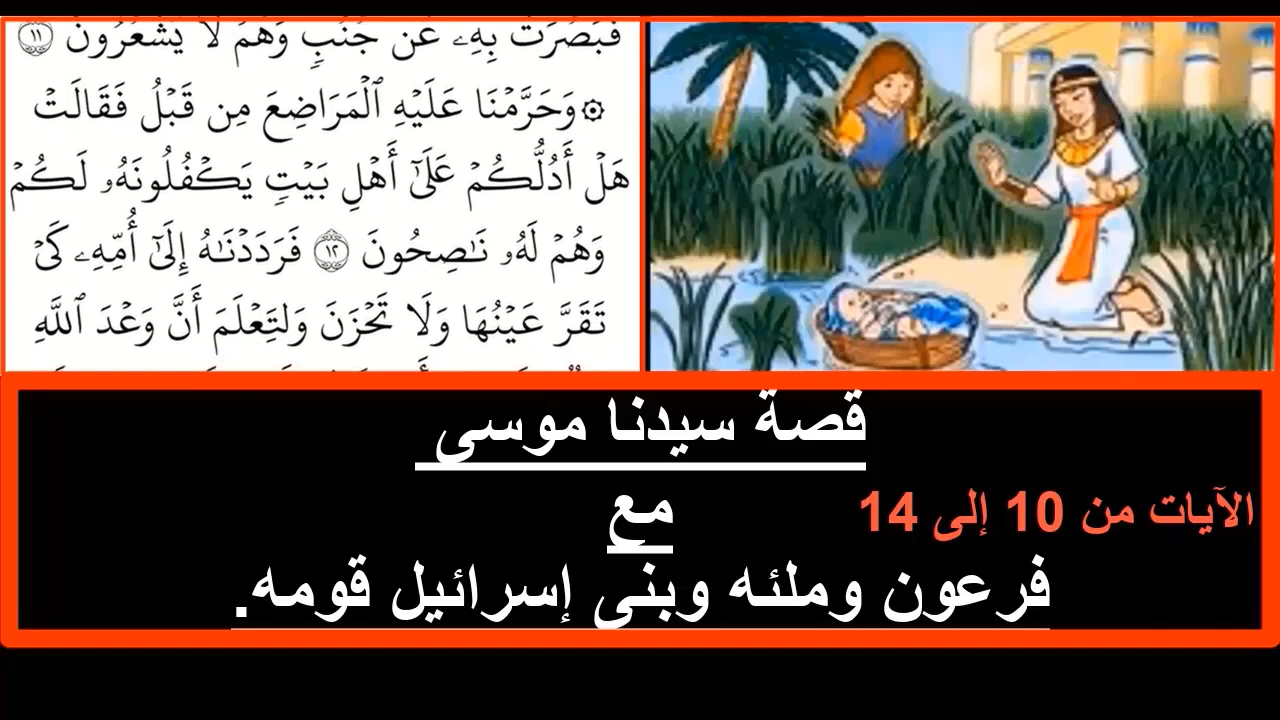 فَبَصُرَتۡ بِهِۦ عَن جُنُبٖ وَهُمۡ لَا يَشۡعُرُونَ ١١
۞ وَحَرَّمۡنَا عَلَيۡهِ ٱلۡمَرَاضِعَ مِن قَبۡلُ فَقَالَتۡ
هَلۡ أَدُلُّكُمۡ عَلَىٰٓ أَهۡلِ بَيۡتٖ يَكۡفُلُونَهُۥ لَكُمۡ
وَهُمۡ لَهُۥ نَٰصِحُونَ ١٢ فَرَدَدۡنَٰهُ إِلَىٰٓ أُمِّهِۦ كَيۡ
تَقَرَّ عَيۡنُهَا وَلَا تَحۡزَنَ وَلِتَعۡلَمَ أَنَّ وَعۡدَ ٱللَّهِ
قصة سيدنا موسى
مع
الآيات من 10 إلى 14
فرعون وملئه وبنى إسرائيل قومه.